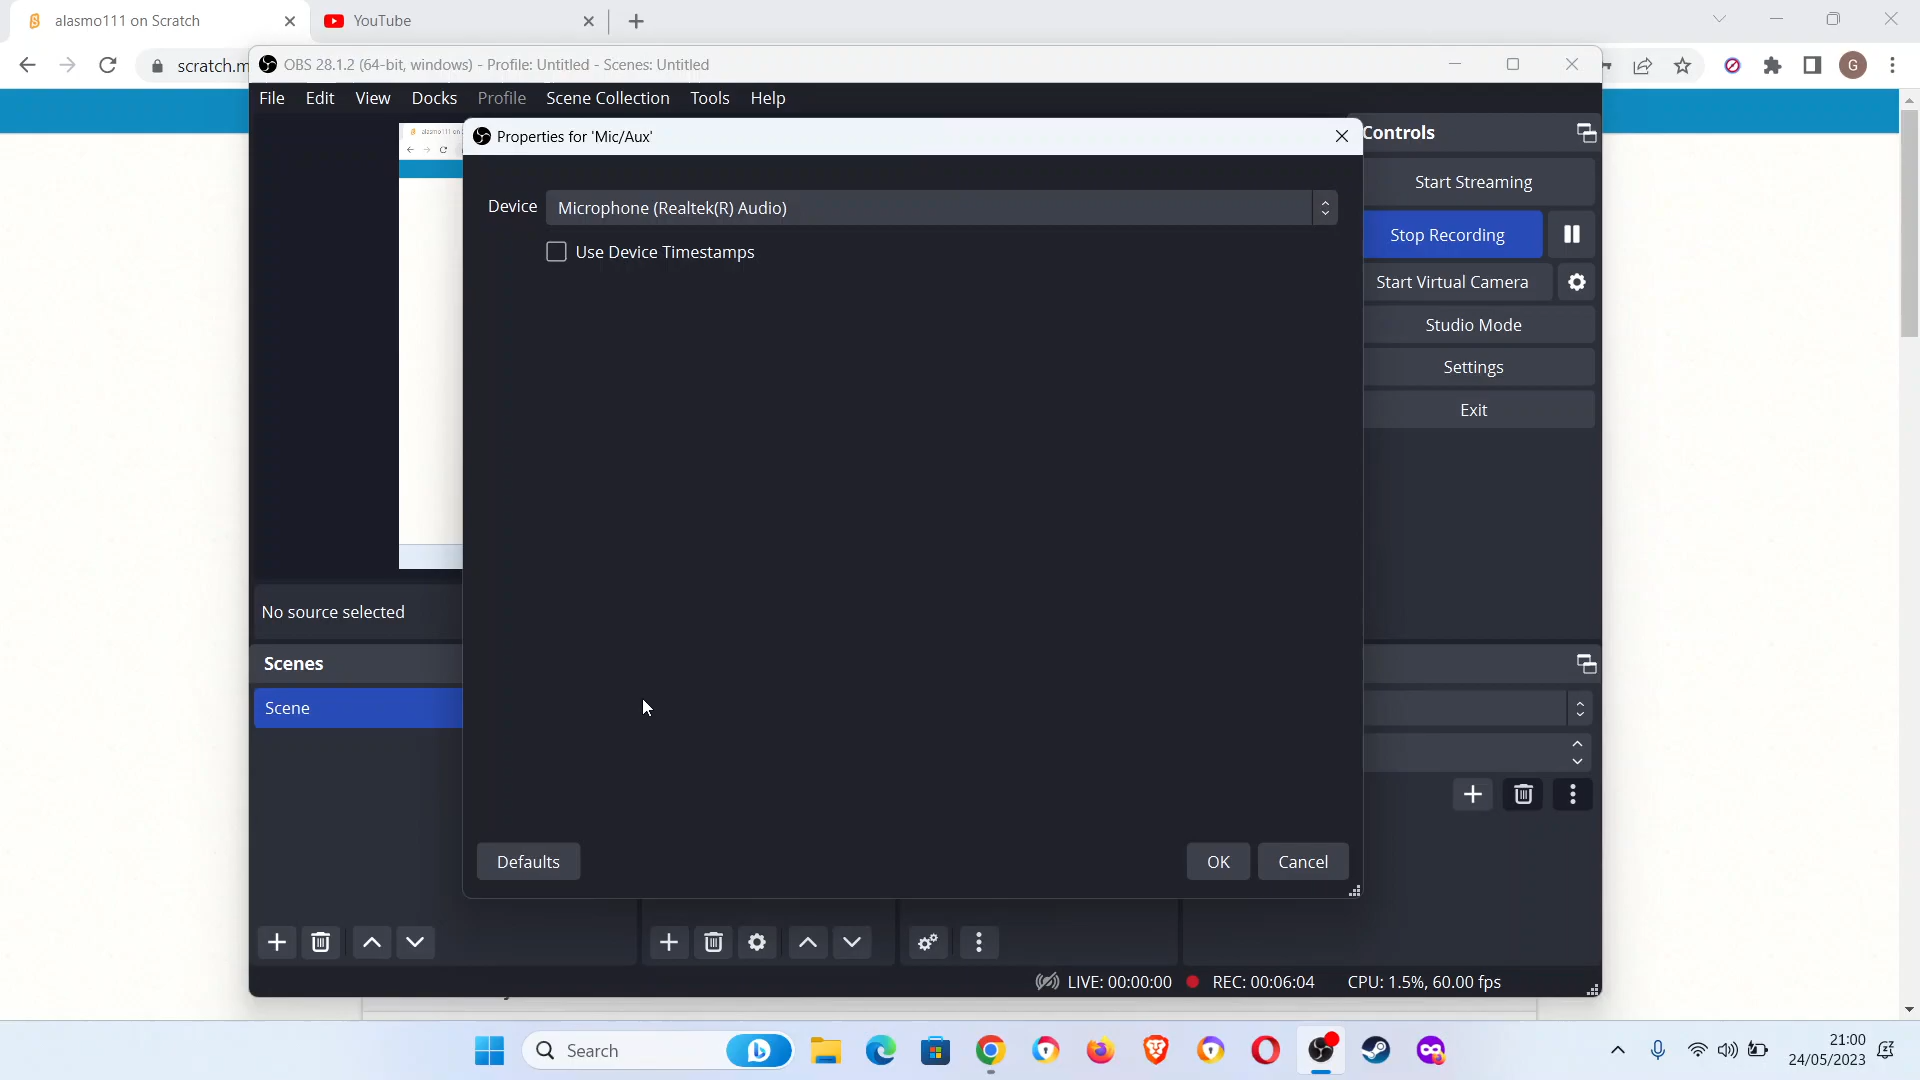 alasmo111 on Scratch
YouTube
scratch.m
G
OBS 28.1.2 (64-bit, windows) - Profile: Untitled - Scenes: Untitled
File Edit View Docks Profile Scene Collection Tools Help
Properties for 'Mic/Aux'
Device Microphone (Realtek(R) Audio)
Use Device Timestamps
Defaults
OK
Cancel
Controls
Start Streaming
Stop Recording
Start Virtual Camera
Studio Mode
Settings
Exit
No source selected
Scenes
Scene
LIVE: 00:00:00 REC: 00:06:04 CPU: 1.5%, 60.00 fps
Search
21:00
24/05/2023